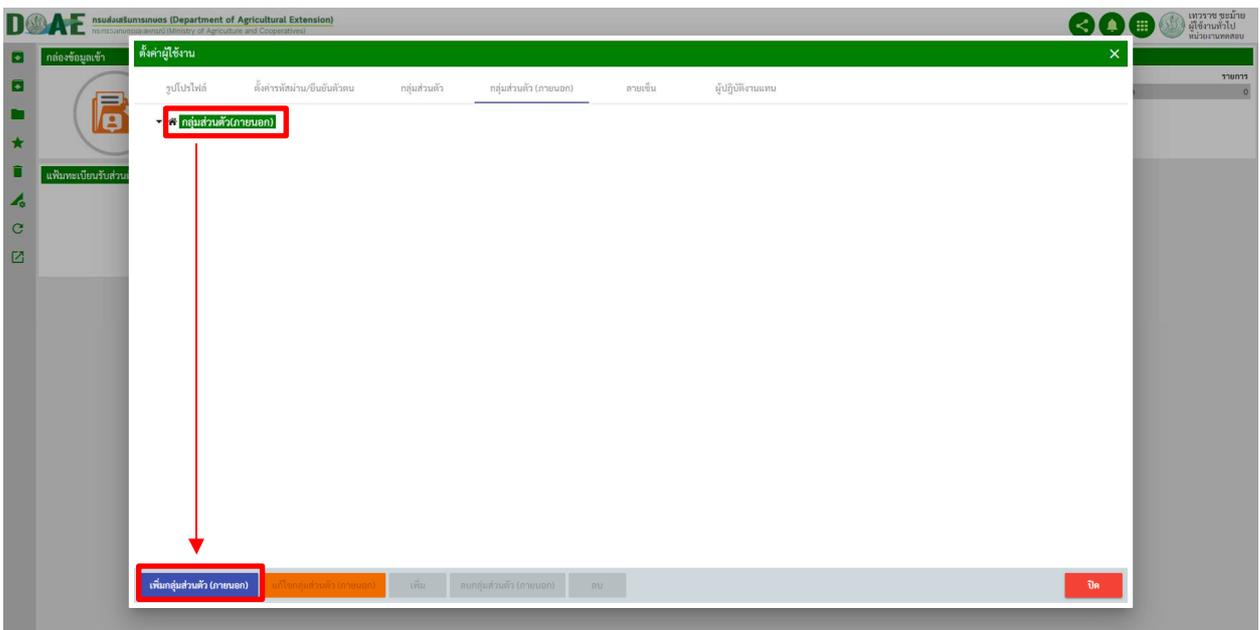 DOAE
กรมส่งเสริมการเกษตร (Department of Agricultural Extension)
กระทรวงเกษตรและสหกรณ์ (Ministry of Agriculture and Cooperatives)
เทวราช ชะม้าย
ผู้ใช้งานทั่วไป
หน่วยงานทดสอบ
กล่องข้อมูลเข้า
ตั้งค่าผู้ใช้งาน
รายการ
0
รูปโปรไฟล์ ตั้งค่ารหัสผ่าน/ยืนยันตัวตน กลุ่มส่วนตัว กลุ่มส่วนตัว (ภายนอก) ลายเซ็น ผู้ปฏิบัติงานแทน
กลุ่มส่วนตัว(ภายนอก)
แฟ้มทะเบียนรับส่วน
เพิ่มกลุ่มส่วนตัว (ภายนอก) แก้ไขกลุ่มส่วนตัว (ภายนอก) เพิ่ม ลบกลุ่มส่วนตัว (ภายนอก) ลบ ปิด